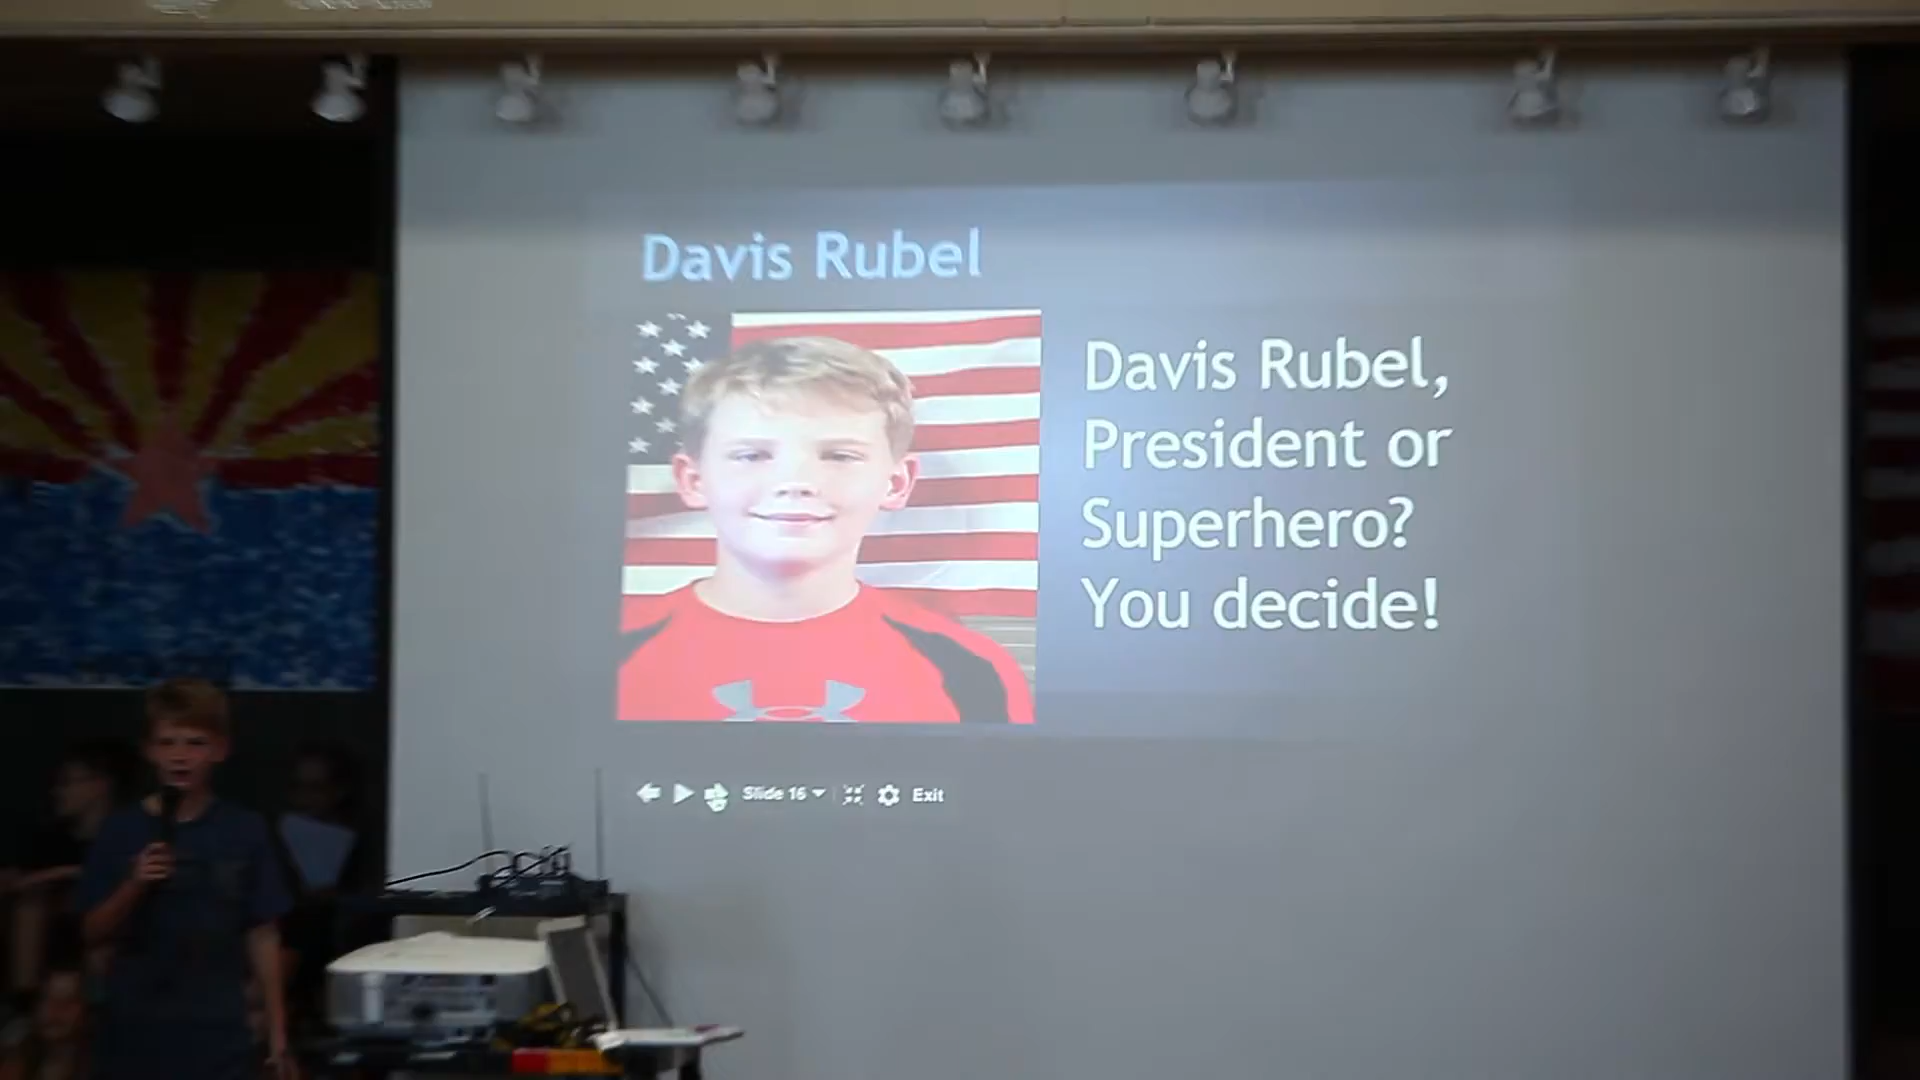 Davis Rubel
Davis Rubel,
President or
Superhero?
You decide!
Slide 16
Exit